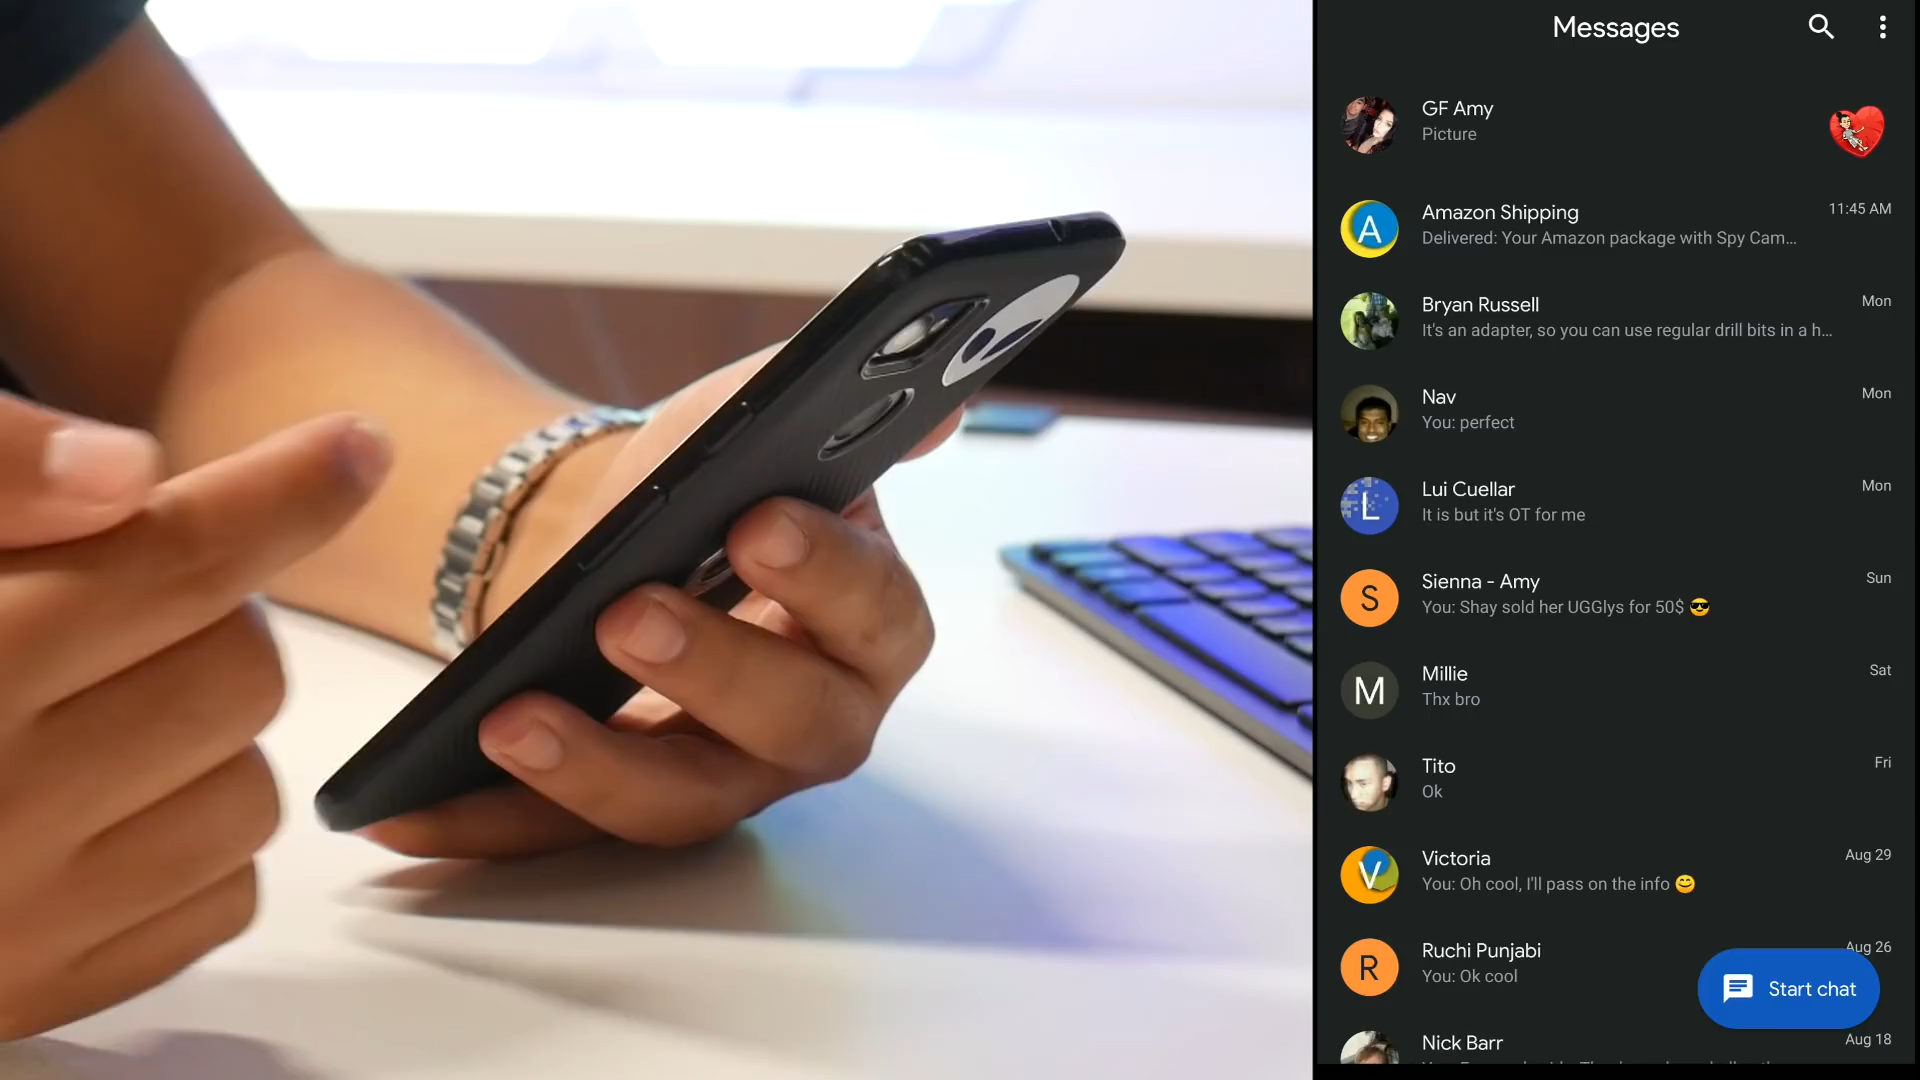 Messages
GF Amy
Picture
A
Amazon Shipping
11:45 AM
Delivered: Your Amazon package with Spy Cam...
Bryan Russell
Mon
It's an adapter, so you can use regular drill bits in a h...
Nav
Mon
You: perfect
L
Lui Cuellar
Mon
It is but it's OT for me
S
Sienna - Amy
Sun
You: Shay sold her UGGlys for 50$ 😎
M
Millie
Sat
Thx bro
Tito
Fri
Ok
V
Victoria
Aug 29
You: Oh cool, I'll pass on the info 😊
R
Ruchi Punjabi
Aug 26
You: Ok cool
Start chat
Nick Barr
Aug 18